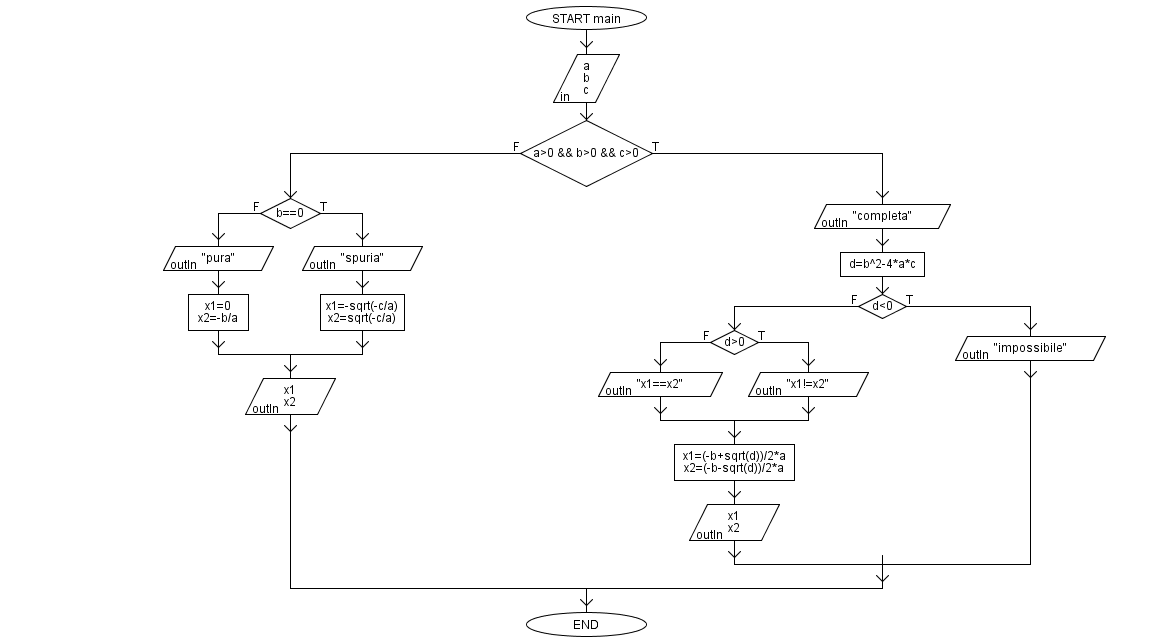 START main
a
b
c
in
F
a>0 && b>0 && c>0
T
F
b==0
T
"pura"
outln
"spuria"
outln
x1=0
x2=-b/a
x1=-sqrt(-c/a)
x2=sqrt(-c/a)
x1
x2
outln
"completa"
outln
d=b^2-4*a*c
F
d<0
T
F
d>0
T
"impossibile"
outln
"x1==x2"
outln
"x1!=x2"
outln
x1=(-b+sqrt(d))/2*a
x2=(-b-sqrt(d))/2*a
x1
x2
outln
END